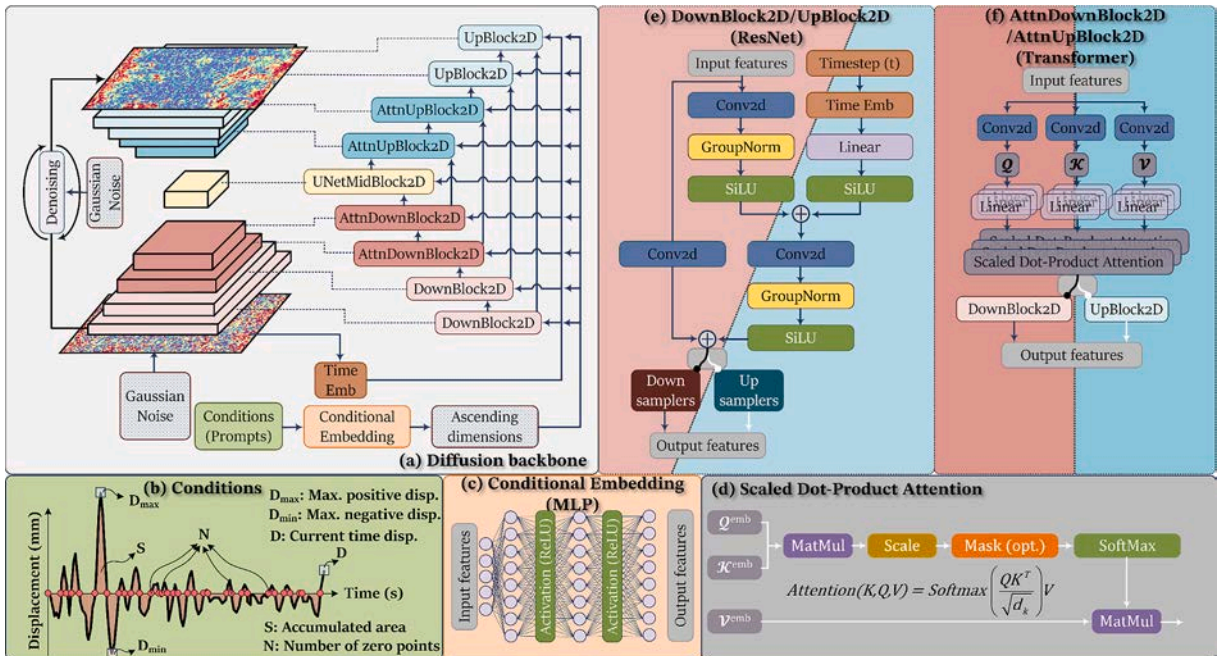 UpBlock2D
UpBlock2D
AttnUpBlock2D
AttnUpBlock2D
UNetMidBlock2D
AttnDownBlock2D
AttnDownBlock2D
DownBlock2D
DownBlock2D
Denoising
Gaussian
Noise
Gaussian
Noise
Time
Emb
Conditions
(Prompts)
Conditional
Embedding
Ascending
dimensions
(a) Diffusion backbone
(e) DownBlock2D/UpBlock2D
(ResNet)
Input features
Timestep (t)
Conv2d
Time Emb
GroupNorm
Linear
SiLU
SiLU
Conv2d
Conv2d
GroupNorm
SiLU
Down
samplers
Up
samplers
Output features
(f) AttnDownBlock2D
/AttnUpBlock2D
(Transformer)
Input features
Conv2d
Conv2d
Conv2d
Q
K
V
Linear
Linear
Linear
Scaled Dot-Product Attention
DownBlock2D
UpBlock2D
Output features
(b) Conditions
Displacement (mm)
Dmax
Dmax: Max. positive disp.
Dmin: Max. negative disp.
D: Current time disp.
S
N
D
Time (s)
Dmin
S: Accumulated area
N: Number of zero points
(c) Conditional Embedding
(MLP)
Input features
Activation (ReLU)
Activation (ReLU)
Output features
(d) Scaled Dot-Product Attention
Q emb
K emb
V emb
MatMul
Scale
Mask (opt.)
SoftMax
Attention(K,Q,V) = Softmax (QK^T / √d_k) V
MatMul